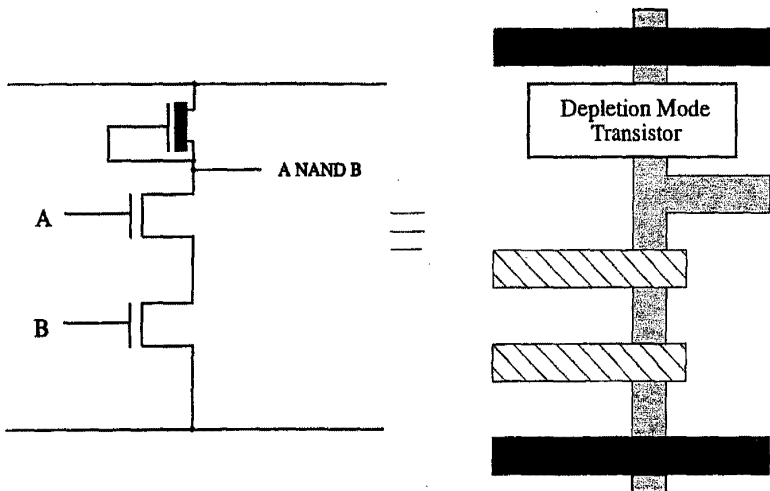 Depletion Mode
Transistor
A NAND B
A
B